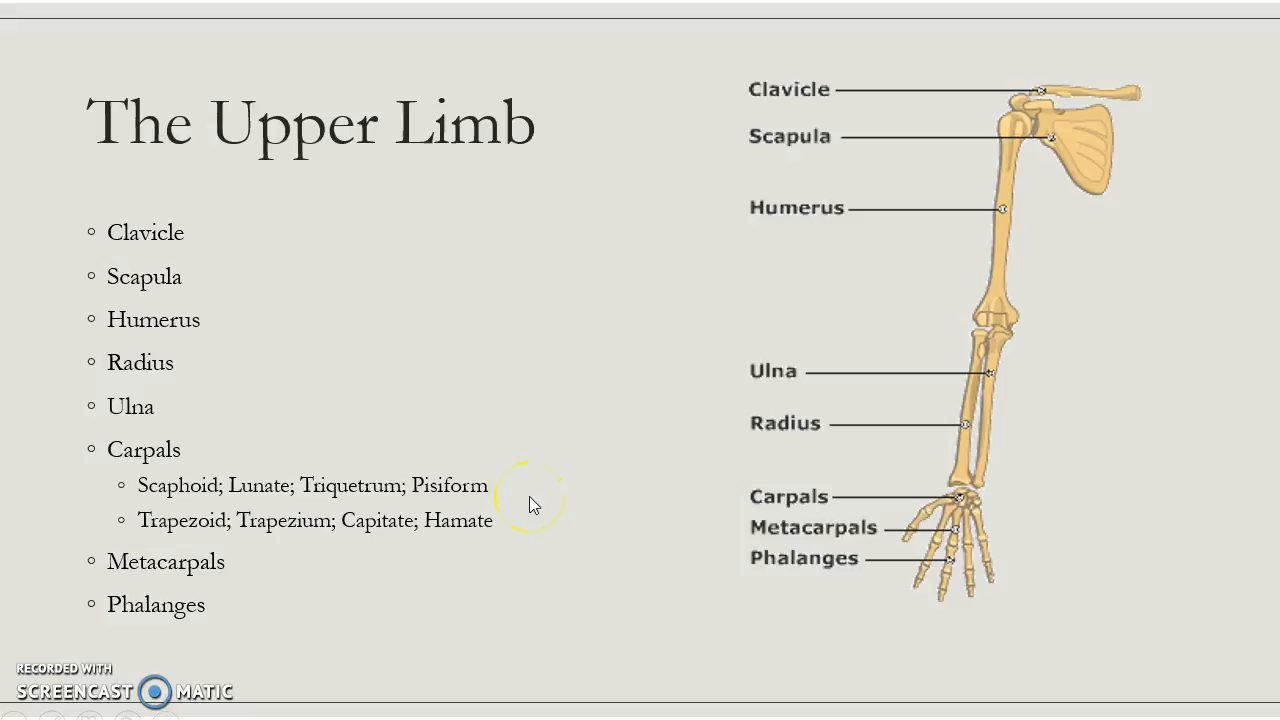 The Upper Limb
Clavicle
Scapula
Humerus
Radius
Ulna
Carpals
Scaphoid; Lunate; Triquetrum; Pisiform
Trapezoid; Trapezium; Capitate; Hamate
Metacarpals
Phalanges
Clavicle
Scapula
Humerus
Ulna
Radius
Carpals
Metacarpals
Phalanges
RECORDED WITH
SCREENCAST MATIC